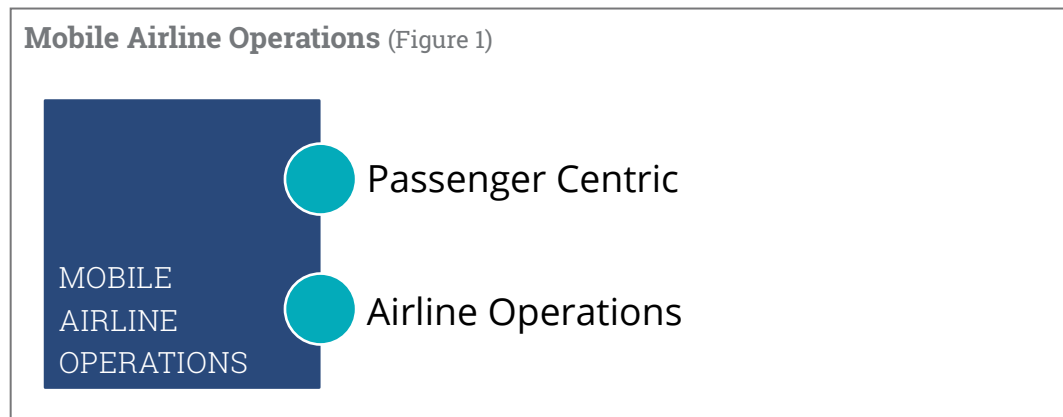 Mobile Airline Operations (Figure 1)
Passenger Centric
MOBILE
AIRLINE
OPERATIONS
Airline Operations